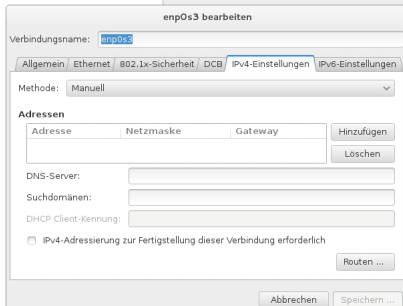 enp0s3 bearbeiten
Verbindungsname: enp0s3
Allgemein Ethernet 802.1x-Sicherheit DCB IPv4-Einstellungen IPv6-Einstellungen
Methode: Manuell
Adressen
Adresse Netzmaske Gateway Hinzufügen
Löschen
DNS-Server:
Suchdomänen:
DHCP Client-Kennung:
IPv4-Adressierung zur Fertigstellung dieser Verbindung erforderlich
Routen ...
Abbrechen Speichern ...